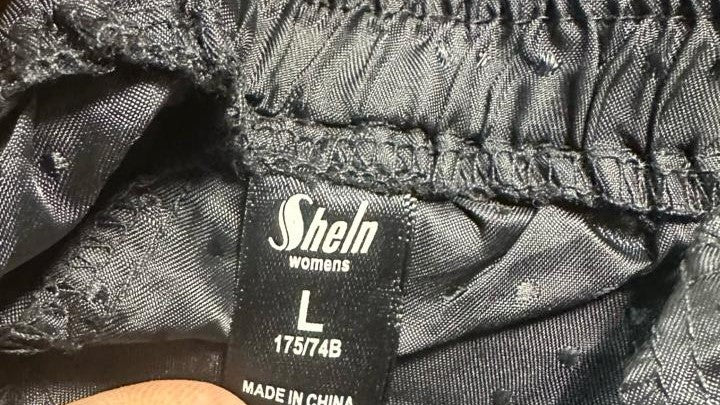 SheIn
womens
L
175/74B
MADE IN CHINA